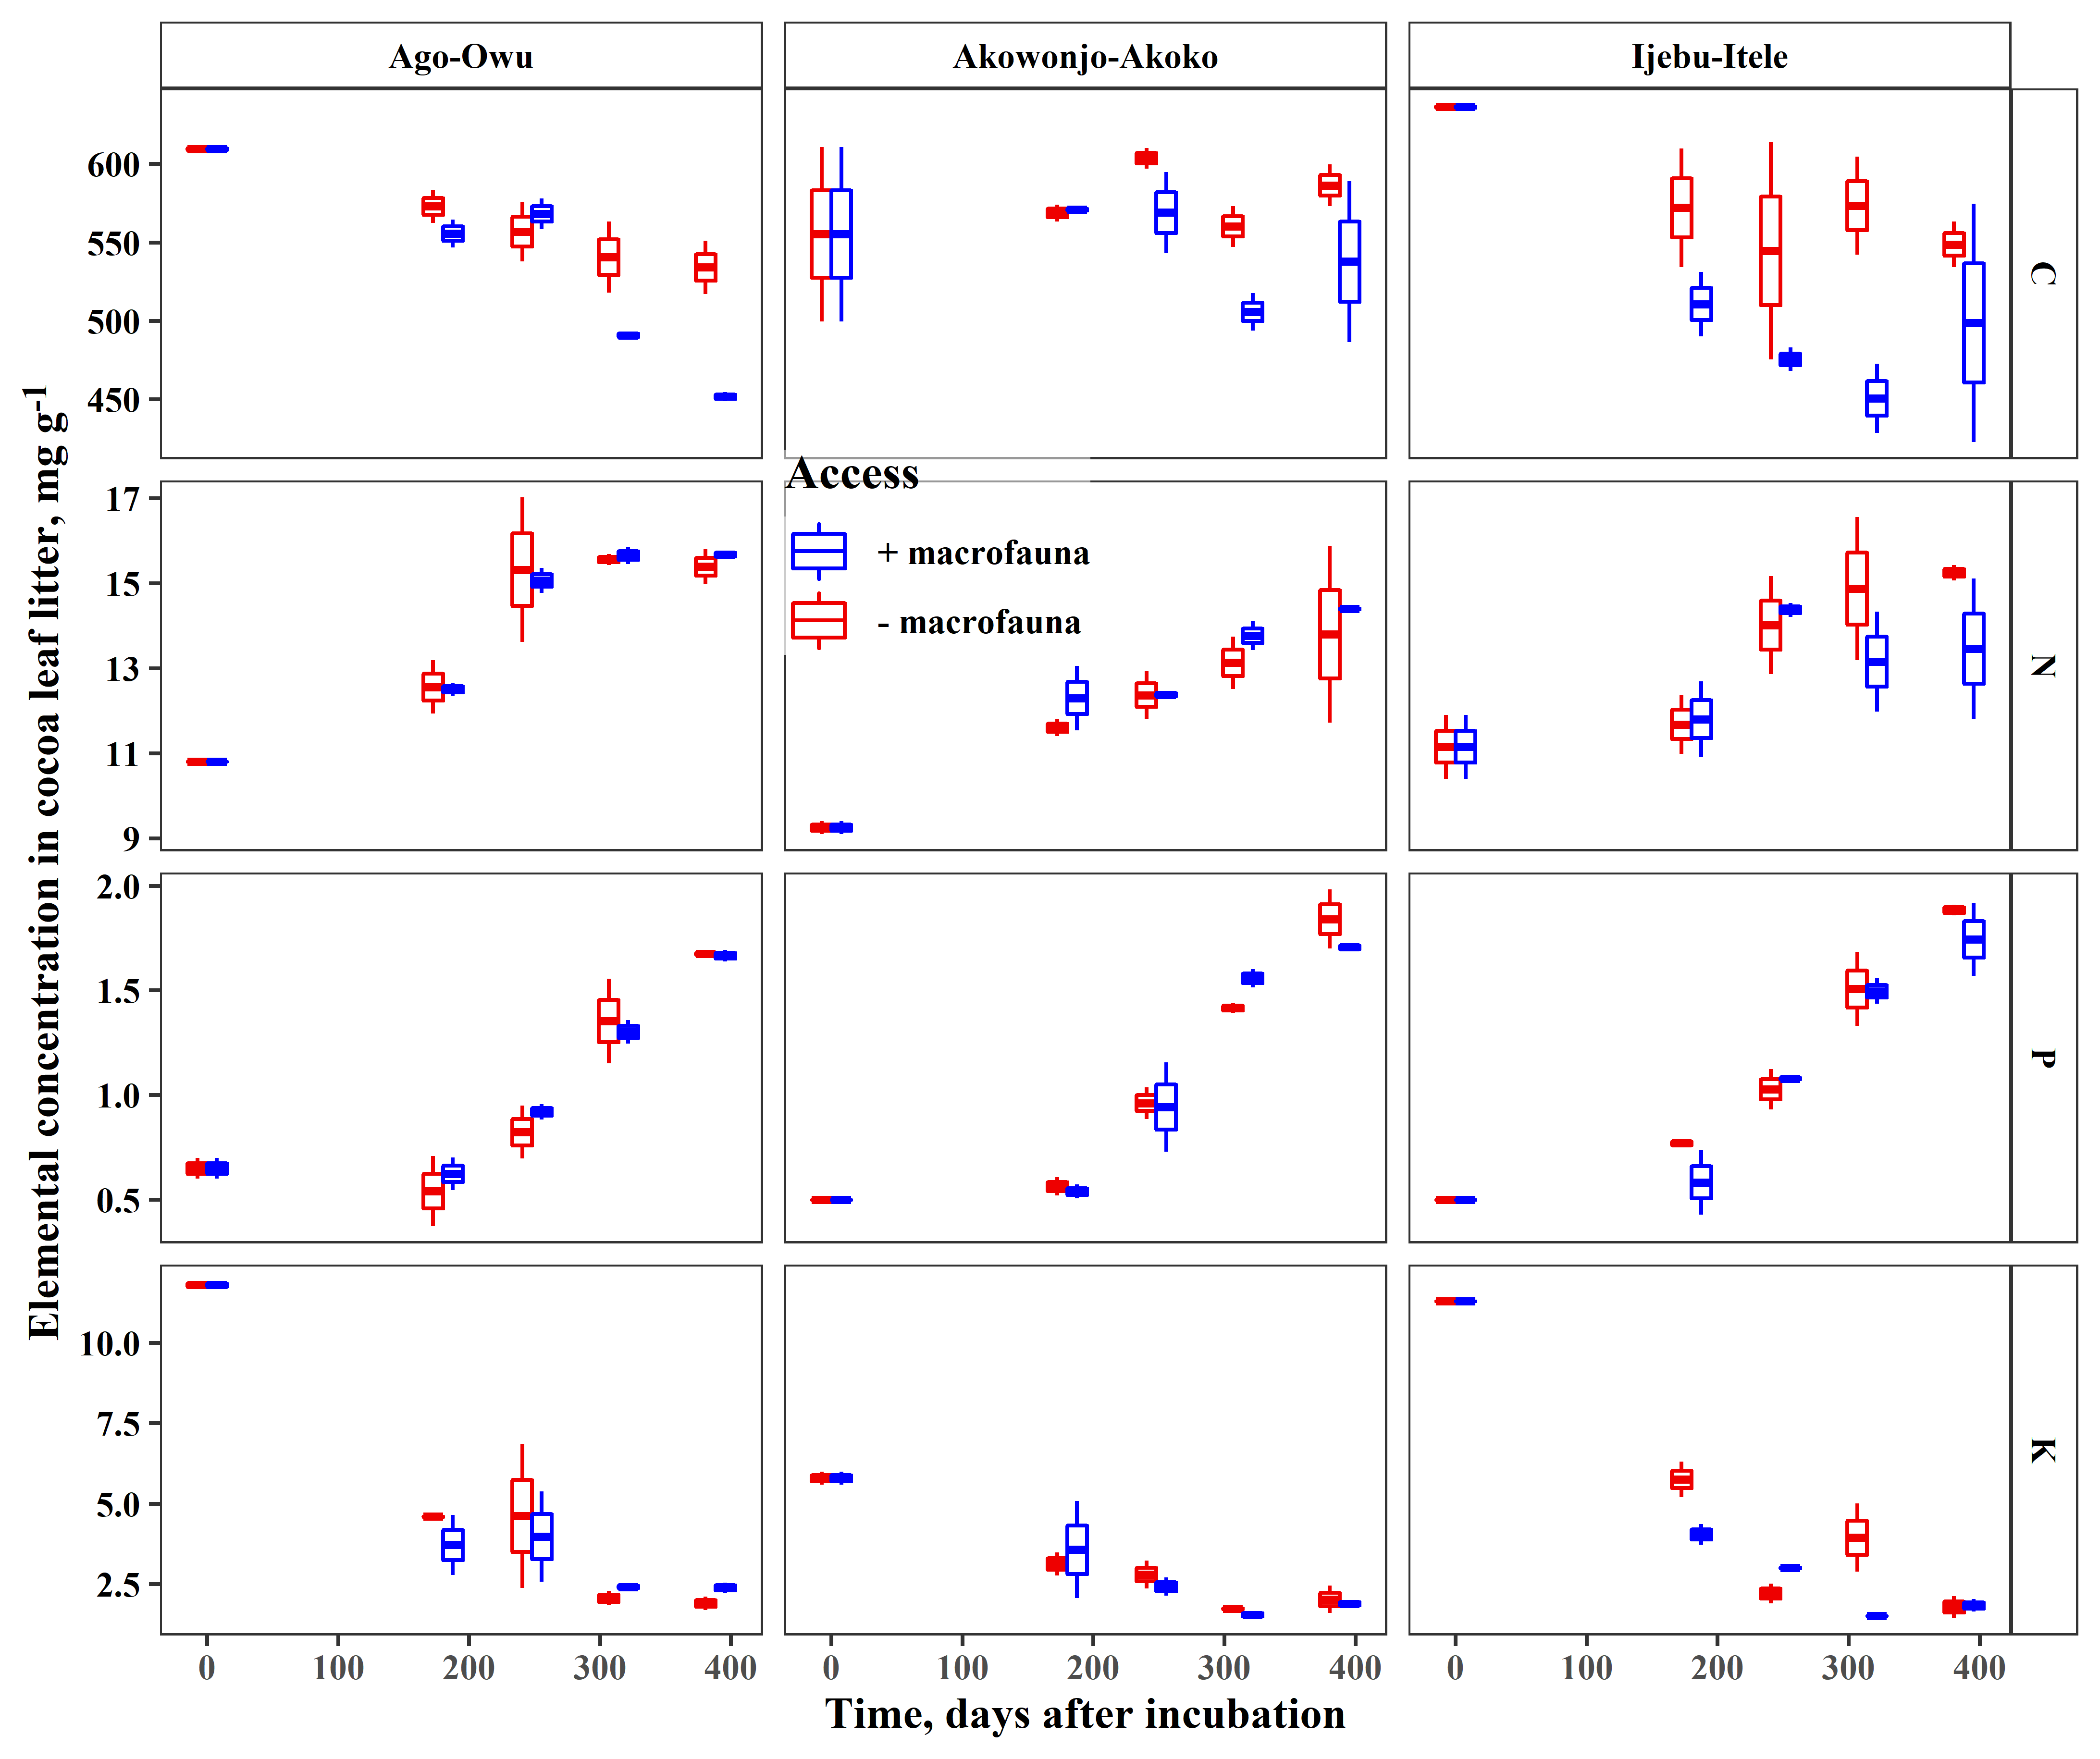 Ago-Owu
Akowonjo-Akoko
Ijebu-Itele
Elemental concentration in cocoa leaf litter, mg g-1
600
550
500
450
C
17
15
13
11
9
N
Access
+ macrofauna
- macrofauna
2.0
1.5
1.0
0.5
P
10.0
7.5
5.0
2.5
K
0 100 200 300 400
0 100 200 300 400
0 100 200 300 400
Time, days after incubation